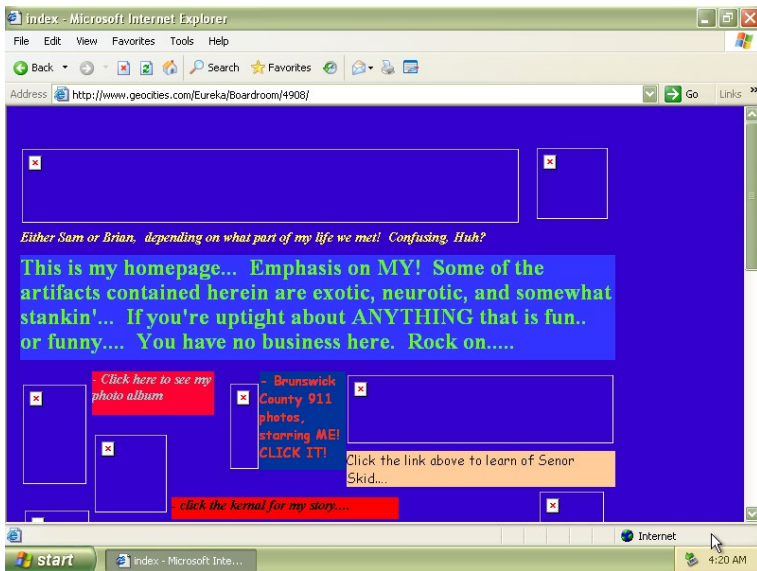 index - Microsoft Internet Explorer
File Edit View Favorites Tools Help
Back Search Favorites
Address http://www.geocities.com/Eureka/Boardroom/4908/ Go Links »
Either Sam or Brian, depending on what part of my life we met! Confusing, Huh?
This is my homepage... Emphasis on MY! Some of the
artifacts contained herein are exotic, neurotic, and somewhat
stankin'... If you're uptight about ANYTHING that is fun..
or funny.... You have no business here. Rock on.....
- Click here to see my
photo album
- Brunswick
County 911
photos,
starring ME!
CLICK IT!
Click the link above to learn of Senor
Skid....
- click the kernal for my story....
Internet
start index - Microsoft Inte... 4:20 AM